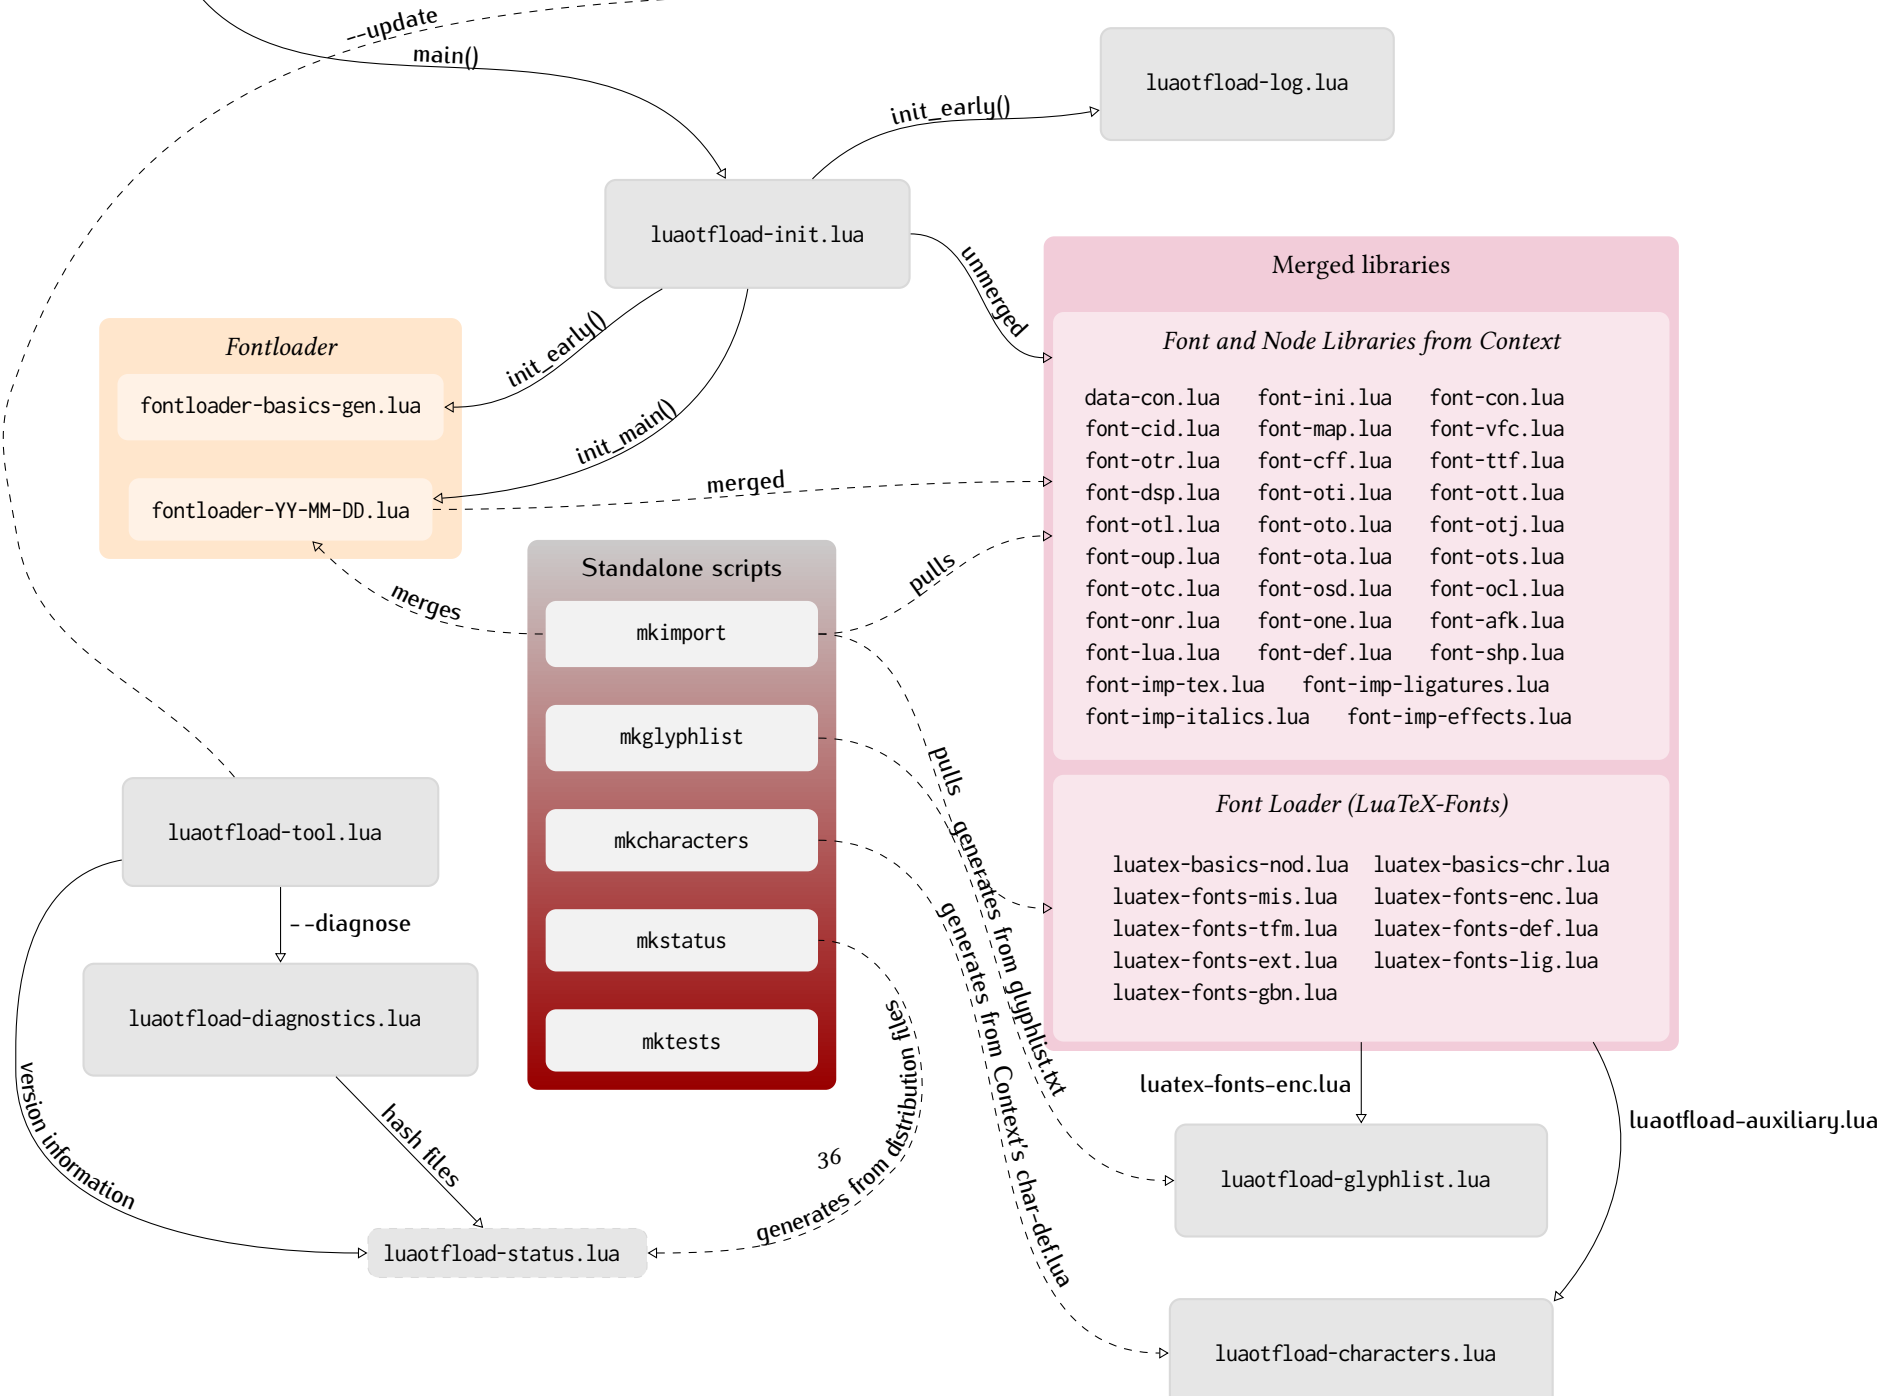 --update
main()
luaotfload-log.lua
init_early()
luaotfload-init.lua
unmerged
Merged libraries
Font and Node Libraries from Context
data-con.lua font-ini.lua font-con.lua
font-cid.lua font-map.lua font-vfc.lua
font-otr.lua font-cff.lua font-ttf.lua
font-dsp.lua font-oti.lua font-ott.lua
font-otl.lua font-oto.lua font-otj.lua
font-oup.lua font-ota.lua font-ots.lua
font-otc.lua font-osd.lua font-ocl.lua
font-onr.lua font-one.lua font-afk.lua
font-lua.lua font-def.lua font-shp.lua
font-imp-tex.lua font-imp-ligatures.lua
font-imp-italics.lua font-imp-effects.lua
Font Loader (LuaTeX-Fonts)
luatex-basics-nod.lua luatex-basics-chr.lua
luatex-fonts-mis.lua luatex-fonts-enc.lua
luatex-fonts-tfm.lua luatex-fonts-def.lua
luatex-fonts-ext.lua luatex-fonts-lig.lua
luatex-fonts-gbn.lua
Fontloader
fontloader-basics-gen.lua
fontloader-YY-MM-DD.lua
init_early()
init_main()
merged
merges
pulls
Standalone scripts
mkimport
mkglyphlist
mkcharacters
mkstatus
mktests
pulls
generates from glyphlist.txt
generates from Context's char-def.lua
generates from distribution files
luaotfload-tool.lua
--diagnose
luaotfload-diagnostics.lua
version information
hash files
luaotfload-status.lua
36
luatex-fonts-enc.lua
luaotfload-auxiliary.lua
luaotfload-glyphlist.lua
luaotfload-characters.lua